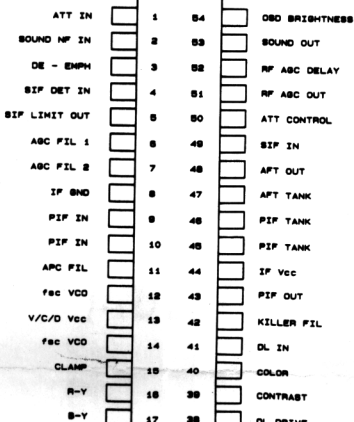 ATT IN 1 54 OSD BRIGHTNESS
SOUND NF IN 2 53 SOUND OUT
DE - EMPH 3 52 RF AGC DELAY
SIF DET IN 4 51 RF AGC OUT
SIF LIMIT OUT 5 50 ATT CONTROL
AGC FIL 1 6 49 SIF IN
AGC FIL 2 7 48 AFT OUT
IF GND 8 47 AFT TANK
PIF IN 9 46 PIF TANK
PIF IN 10 45 PIF TANK
APC FIL 11 44 IF Vcc
fsc VCO 12 43 PIF OUT
V/C/D Vcc 13 42 KILLER FIL
fsc VCO 14 41 DL IN
CLAMP 15 40 COLOR
R-Y 16 39 CONTRAST
B-Y 17 38 DL DRIVE